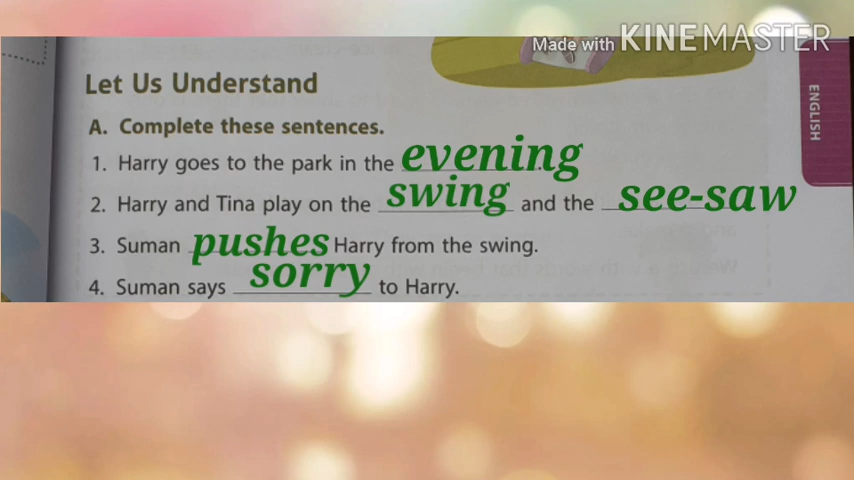 Made with KINEMASTER
ENGLISH
Let Us Understand
A. Complete these sentences.
1. Harry goes to the park in the evening.
2. Harry and Tina play on the swing and the see-saw
3. Suman pushes Harry from the swing.
4. Suman says sorry to Harry.